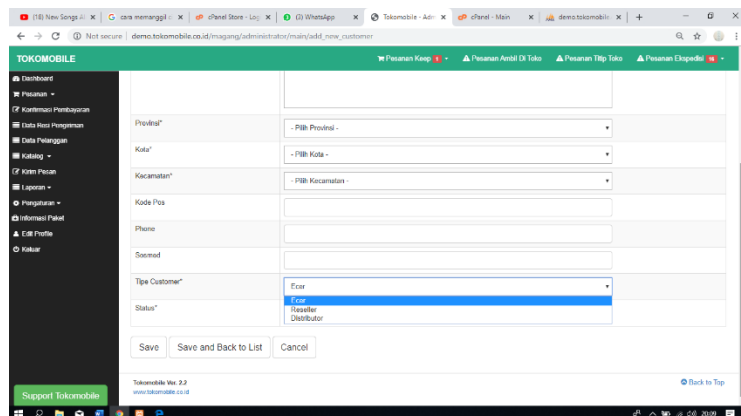 (18) New Songs Al
cara memanggil
cPanel Store - Log
(3) WhatsApp
Tokomobile - Adm
cPanel - Main
demo.tokomobile.
Not secure | demo.tokomobile.co.id/magang/administrator/main/add_new_customer
TOKOMOBILE
Pesanan Keep 1
Pesanan Ambil Di Toko
Pesanan Titip Toko
Pesanan Ekspedisi 16
Dashboard
Pesanan
Konfirmasi Pembayaran
Data Resi Pengiriman
Data Pelanggan
Katalog
Kirim Pesan
Laporan
Pengaturan
Informasi Paket
Edit Profile
Keluar
Provinsi*
- Pilih Provinsi -
Kota*
- Pilih Kota -
Kecamatan*
- Pilih Kecamatan -
Kode Pos
Phone
Sosmed
Tipe Customer*
Ecer
Ecer
Reseller
Distributor
Status*
Save
Save and Back to List
Cancel
Tokomobile Ver. 2.2
www.tokomobile.co.id
Back to Top
Support Tokomobile
20.09